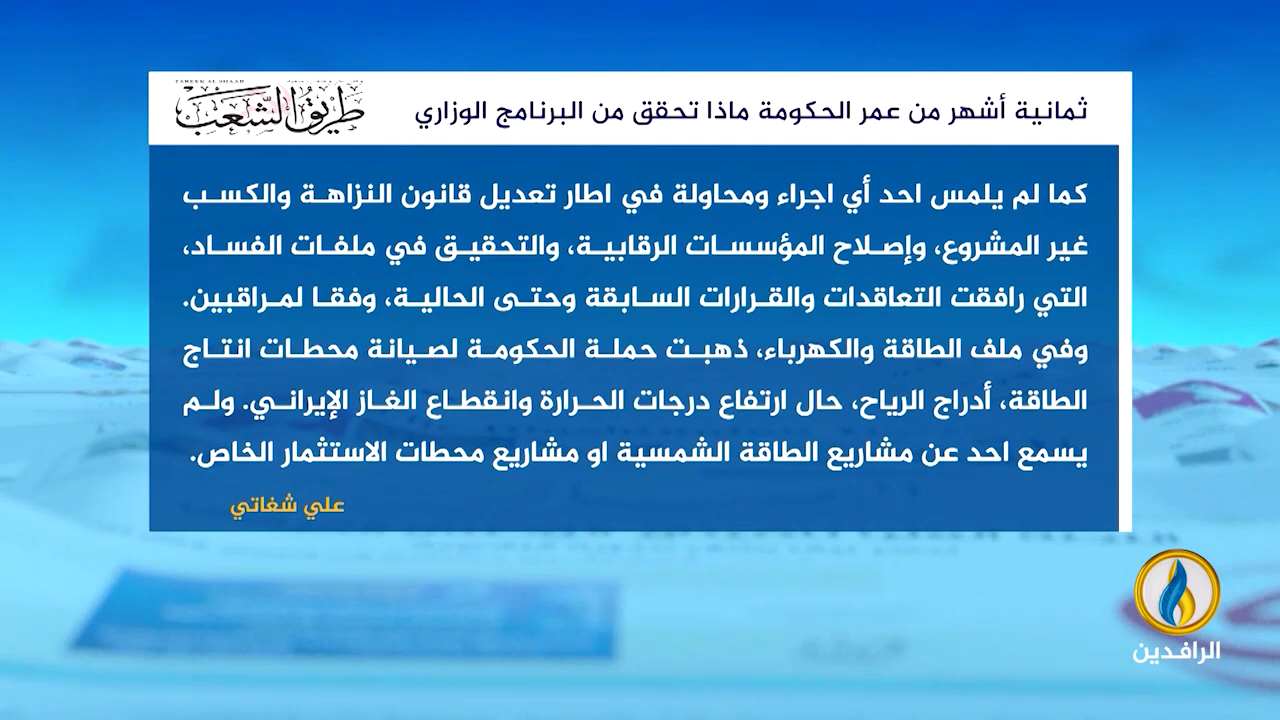 ثمانية أشهر من عمر الحكومة ماذا تحقق من البرنامج الوزاري
TAREEK AL SHAAB
طريق الشعب
كما لم يلمس احد أي اجراء ومحاولة في اطار تعديل قانون النزاهة والكسب
غير المشروع، وإصلاح المؤسسات الرقابية، والتحقيق في ملفات الفساد،
التي رافقت التعاقدات والقرارات السابقة وحتى الحالية، وفقا لمراقبين.
وفي ملف الطاقة والكهرباء، ذهبت حملة الحكومة لصيانة محطات انتاج
الطاقة، أدراج الرياح، حال ارتفاع درجات الحرارة وانقطاع الغاز الإيراني. ولم
يسمع احد عن مشاريع الطاقة الشمسية او مشاريع محطات الاستثمار الخاص.
علي شغاتي
الرافدين